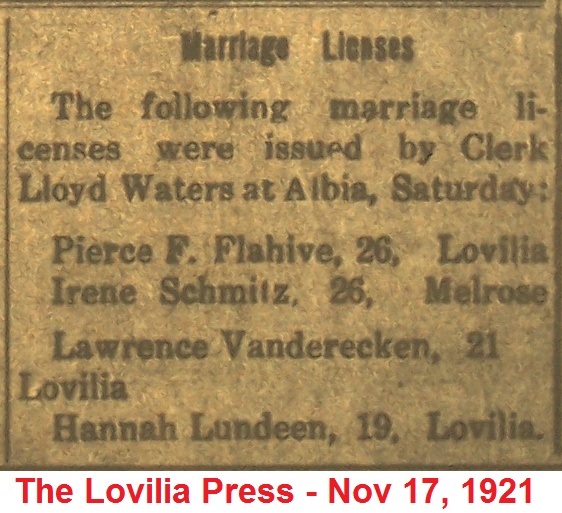 Marriage Licnses
The following marriage li-
censes were issued by Clerk
Lloyd Waters at Albia, Saturday:
Pierce F. Flahive, 26, Lovilia
Irene Schmitz, 26, Melrose
Lawrence Vanderecken, 21
Lovilia
Hannah Lundeen, 19, Lovilia.
The Lovilia Press - Nov 17, 1921